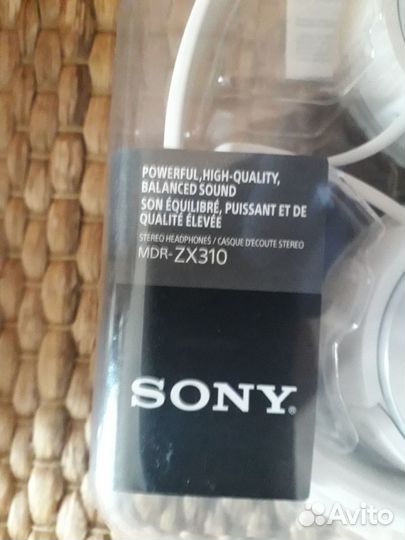 POWERFUL, HIGH-QUALITY,
BALANCED SOUND
SON ÉQUILIBRÉ, PUISSANT ET DE
QUALITÉ ÉLEVÉE
STEREO HEADPHONES / CASQUE D'ECOUTE STEREO
MDR-ZX310
SONY®
Avito